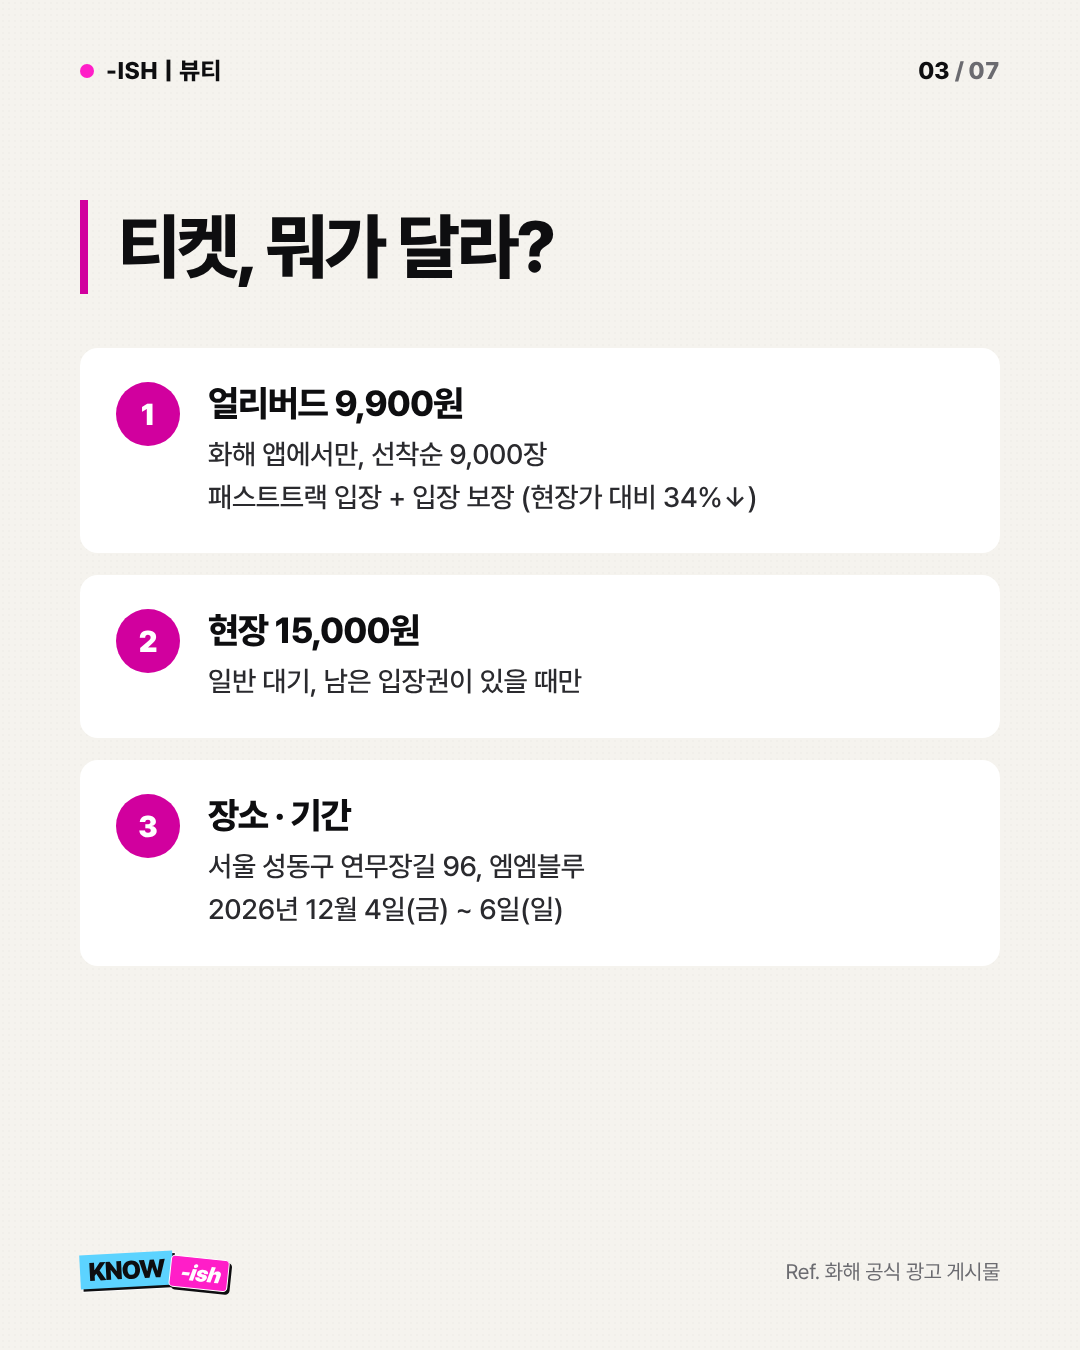 -ISH | 뷰티
03 / 07
티켓, 뭐가 달라?
1
얼리버드 9,900원
화해 앱에서만, 선착순 9,000장
패스트트랙 입장 + 입장 보장 (현장가 대비 34%↓)
2
현장 15,000원
일반 대기, 남은 입장권이 있을 때만
3
장소 · 기간
서울 성동구 연무장길 96, 엠엠블루
2026년 12월 4일(금) ~ 6일(일)
KNOW -ish
Ref. 화해 공식 광고 게시물